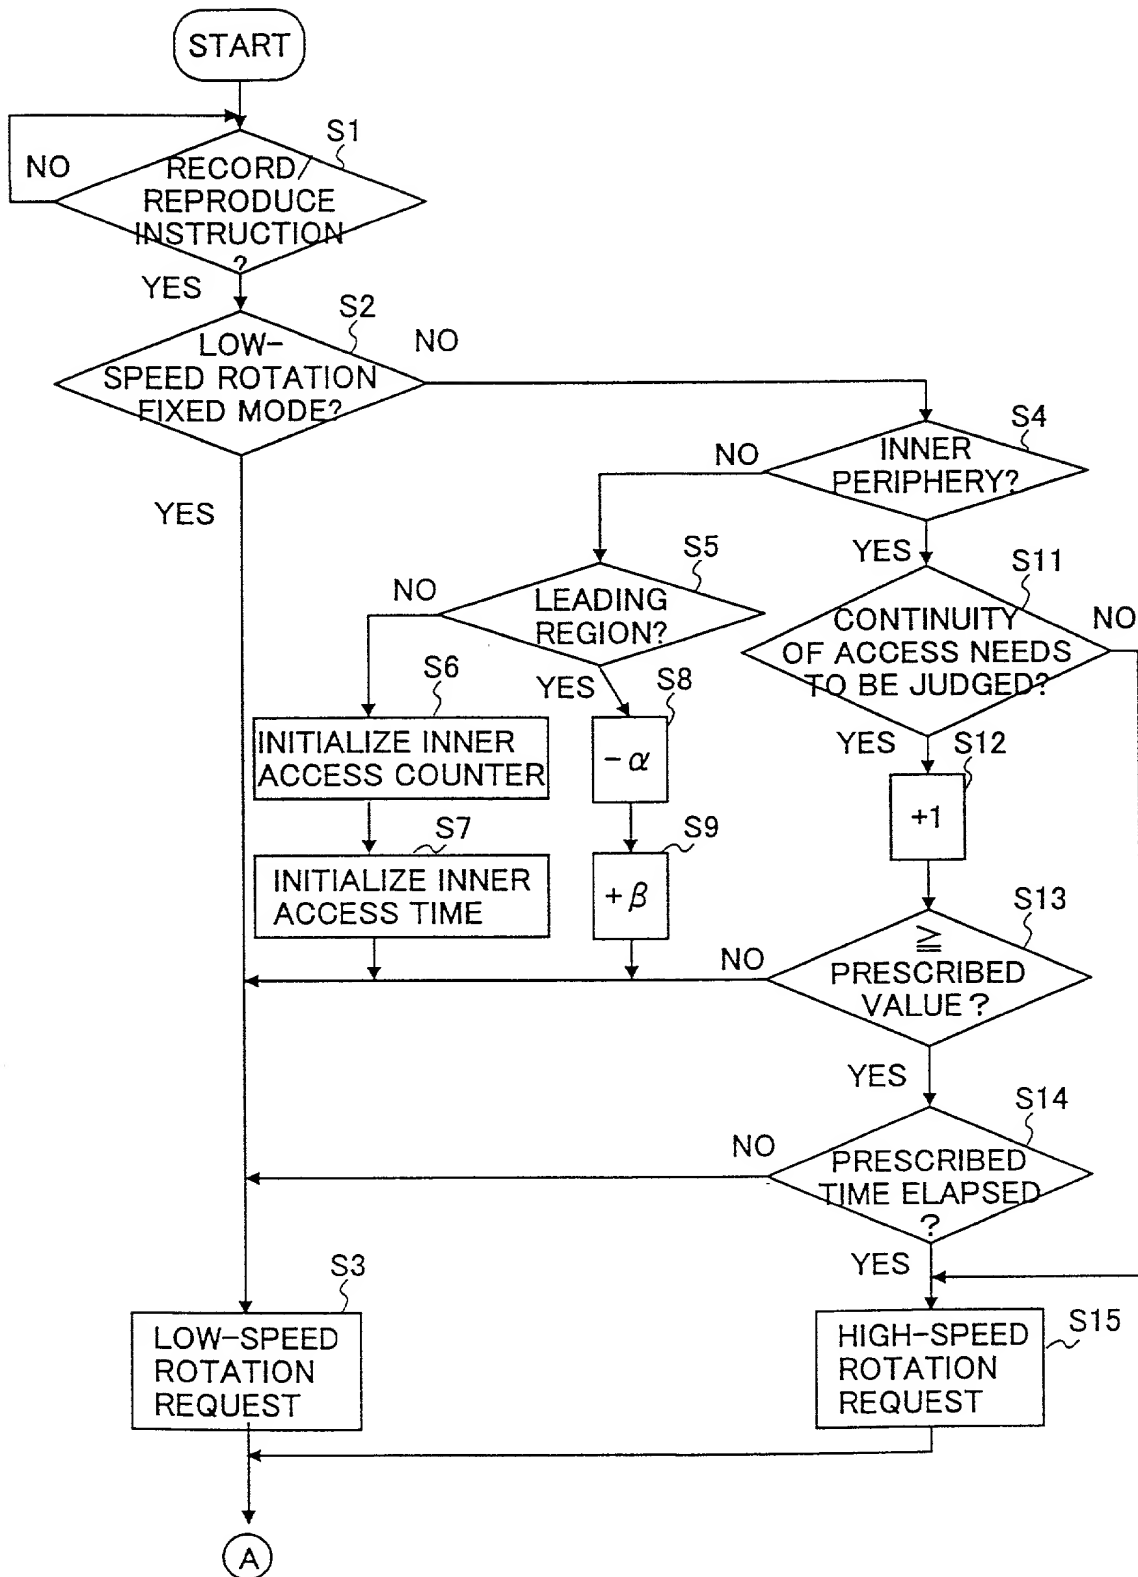 START
S1
NO
RECORD/
REPRODUCE
INSTRUCTION
?
YES
S2
LOW-
SPEED ROTATION
FIXED MODE?
NO
YES
S4
INNER
PERIPHERY?
NO
YES
S5
LEADING
REGION?
NO
YES
S11
CONTINUITY
OF ACCESS NEEDS
TO BE JUDGED?
NO
YES
S6
INITIALIZE INNER
ACCESS COUNTER
S8
-α
S12
+1
S7
INITIALIZE INNER
ACCESS TIME
S9
+β
S13
≧
PRESCRIBED
VALUE?
NO
YES
S14
PRESCRIBED
TIME ELAPSED
?
NO
YES
S3
LOW-SPEED
ROTATION
REQUEST
S15
HIGH-SPEED
ROTATION
REQUEST
A